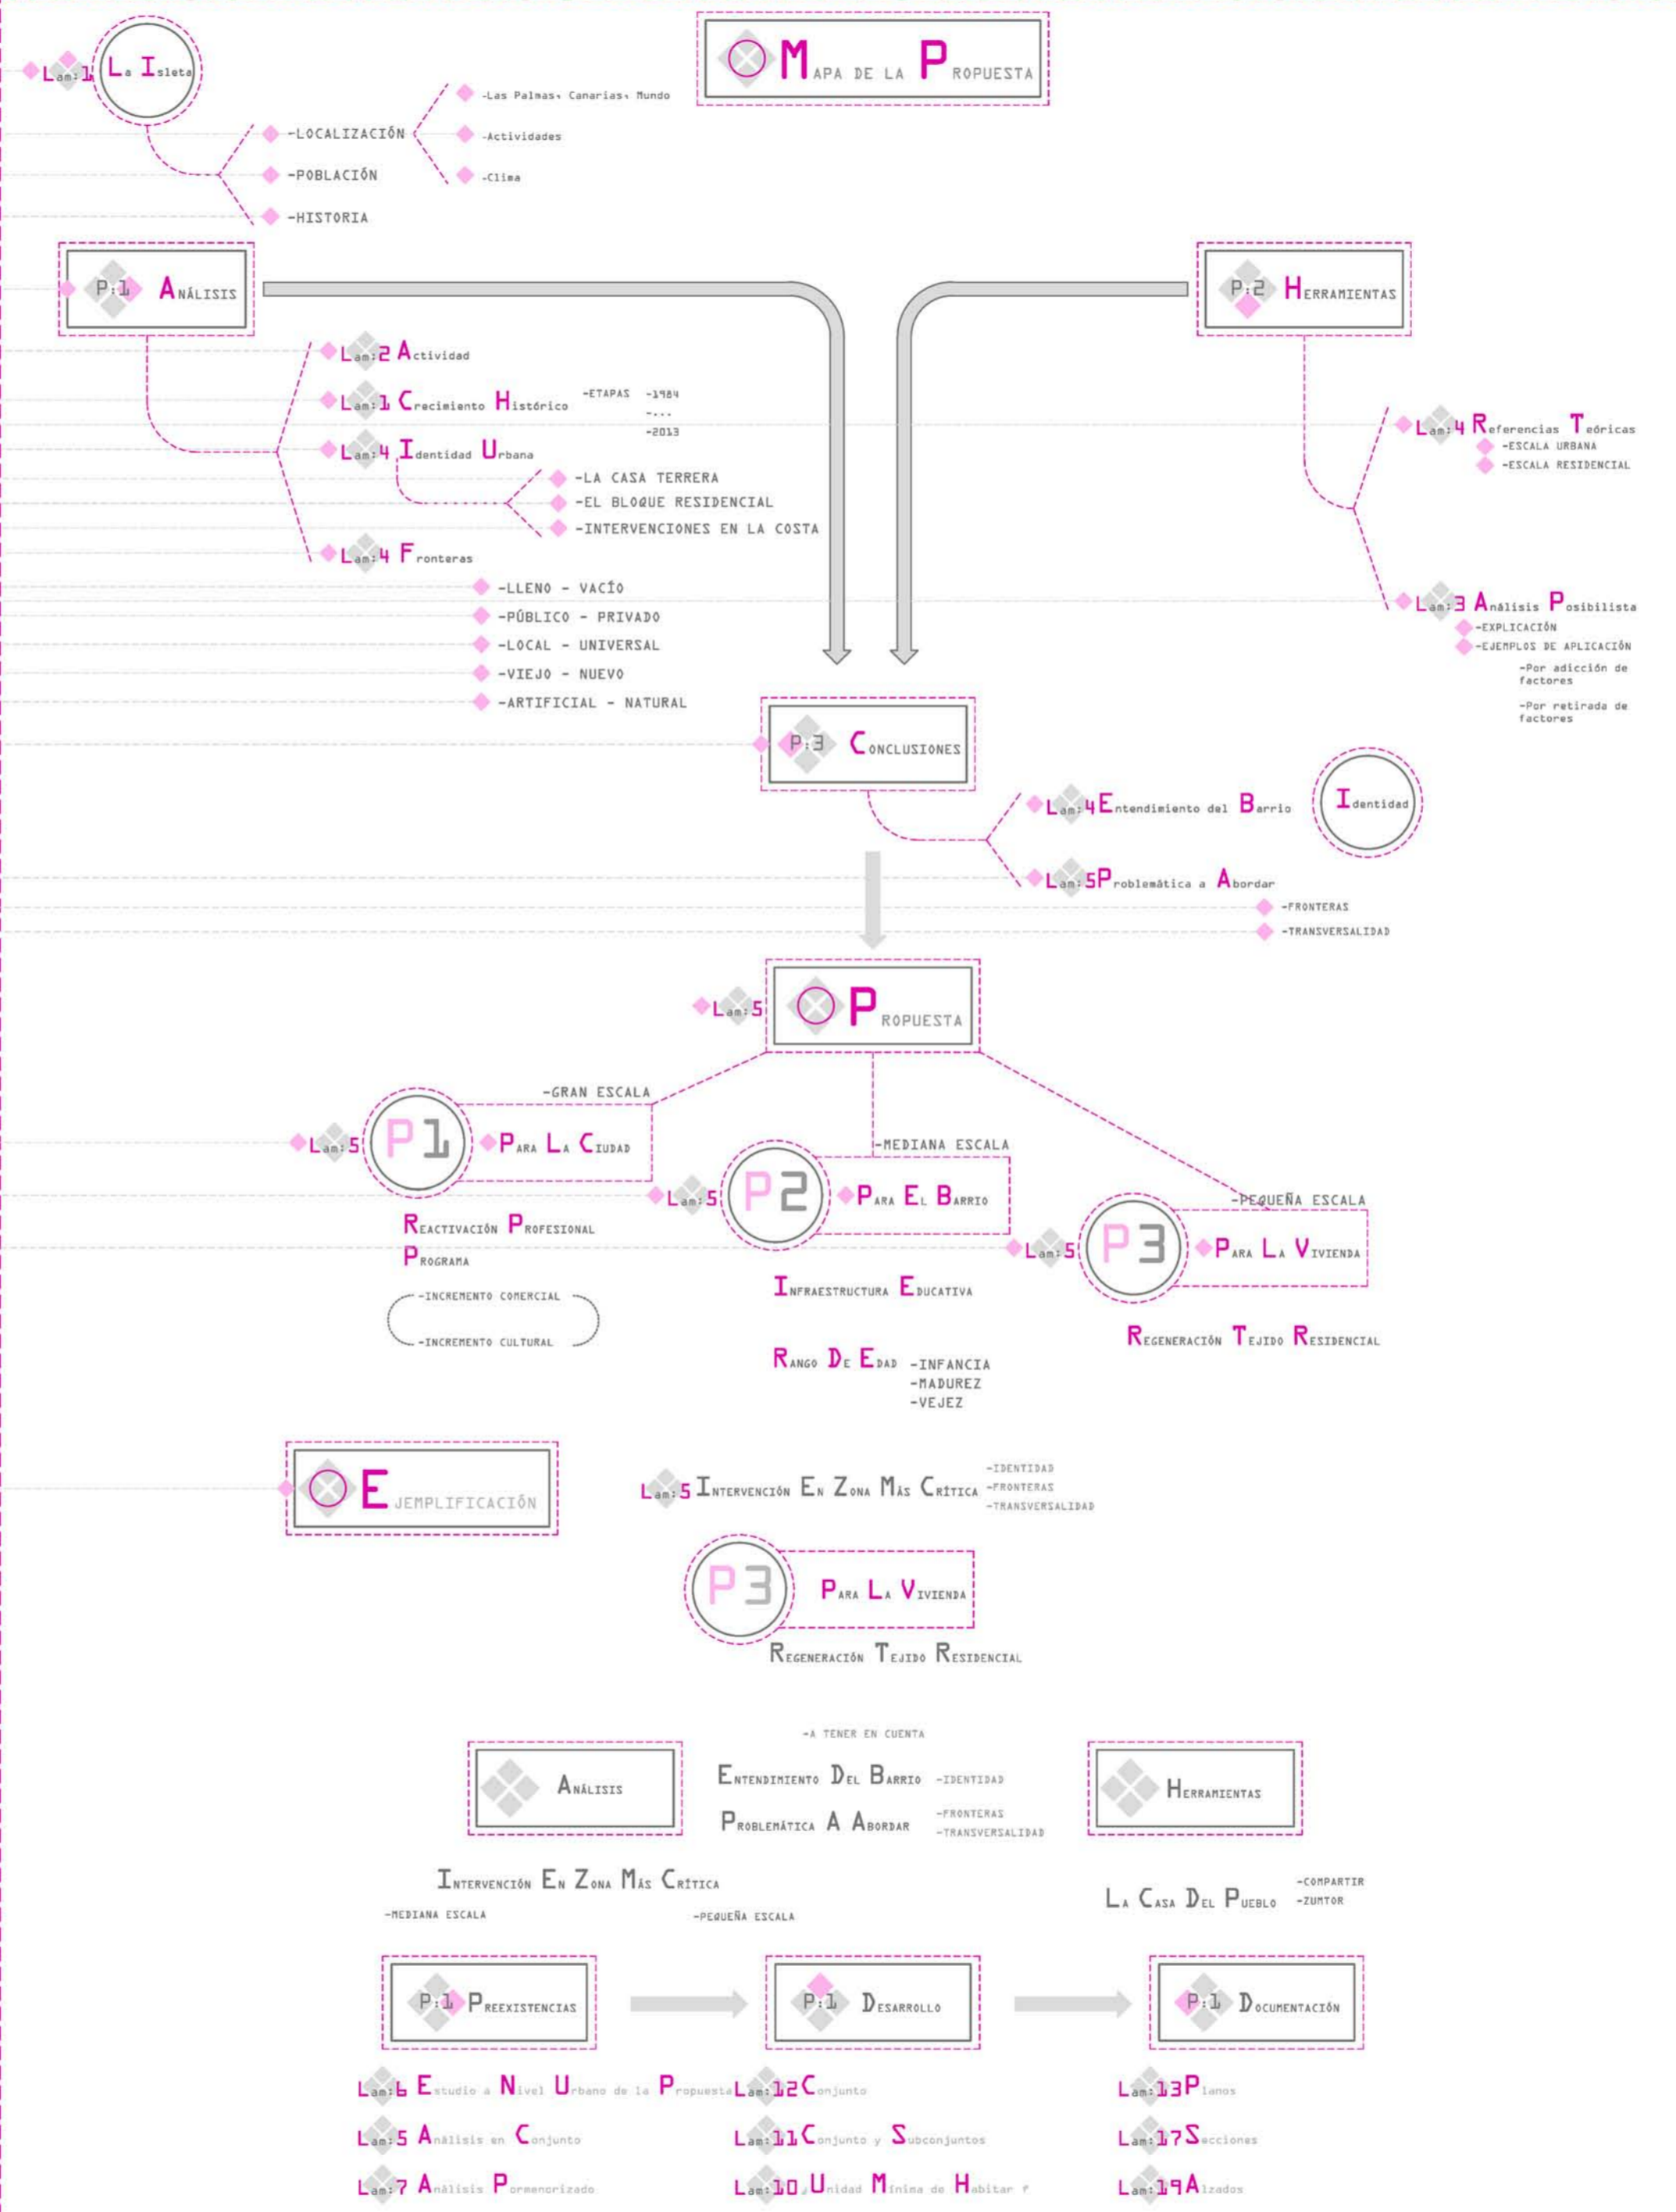 MAPA DE LA PROPUESTA
Lam:1 La Isleta
-LOCALIZACIÓN
-Las Palmas, Canarias, Mundo
-Actividades
-Clima
-POBLACIÓN
-HISTORIA
P:1 ANÁLISIS
P:2 HERRAMIENTAS
Lam:2 Actividad
Lam:1 Crecimiento Histórico -ETAPAS -1984
-...
-2013
Lam:4 Identidad Urbana
-LA CASA TERRERA
-EL BLOQUE RESIDENCIAL
-INTERVENCIONES EN LA COSTA
Lam:4 Fronteras
-LLENO - VACÍO
-PÚBLICO - PRIVADO
-LOCAL - UNIVERSAL
-VIEJO - NUEVO
-ARTIFICIAL - NATURAL
Lam:4 Referencias Teóricas
-ESCALA URBANA
-ESCALA RESIDENCIAL
Lam:3 Análisis Posibilista
-EXPLICACIÓN
-EJEMPLOS DE APLICACIÓN
-Por adicción de
factores
-Por retirada de
factores
P:3 CONCLUSIONES
Lam:4 Entendimiento del Barrio
Identidad
Lam:5 Problemática a Abordar
-FRONTERAS
-TRANSVERSALIDAD
Lam:5 PROPUESTA
-GRAN ESCALA
Lam:5 P1 PARA LA CIUDAD
REACTIVACIÓN PROFESIONAL
PROGRAMA
-INCREMENTO COMERCIAL
-INCREMENTO CULTURAL
-MEDIANA ESCALA
Lam:5 P2 PARA EL BARRIO
INFRAESTRUCTURA EDUCATIVA
RANGO DE EDAD -INFANCIA
-MADUREZ
-VEJEZ
-PEQUEÑA ESCALA
Lam:5 P3 PARA LA VIVIENDA
REGENERACIÓN TEJIDO RESIDENCIAL
EJEMPLIFICACIÓN
Lam:5 INTERVENCIÓN EN ZONA MÁS CRÍTICA
-IDENTIDAD
-FRONTERAS
-TRANSVERSALIDAD
P3 PARA LA VIVIENDA
REGENERACIÓN TEJIDO RESIDENCIAL
-A TENER EN CUENTA
ANÁLISIS
ENTENDIMIENTO DEL BARRIO -IDENTIDAD
PROBLEMÁTICA A ABORDAR -FRONTERAS
-TRANSVERSALIDAD
HERRAMIENTAS
INTERVENCIÓN EN ZONA MÁS CRÍTICA
-MEDIANA ESCALA
-PEQUEÑA ESCALA
LA CASA DEL PUEBLO -COMPARTIR
-ZUMTOR
P:1 PREEXISTENCIAS
P:1 DESARROLLO
P:1 DOCUMENTACIÓN
Lam:6 Estudio a Nivel Urbano de la Propuesta
Lam:5 Análisis en Conjunto
Lam:7 Análisis Pormenorizado
Lam:12 Conjunto
Lam:11 Conjunto y Subconjuntos
Lam:10 Unidad Mínima de Habitar
Lam:13 Planos
Lam:17 Secciones
Lam:19 Alzados